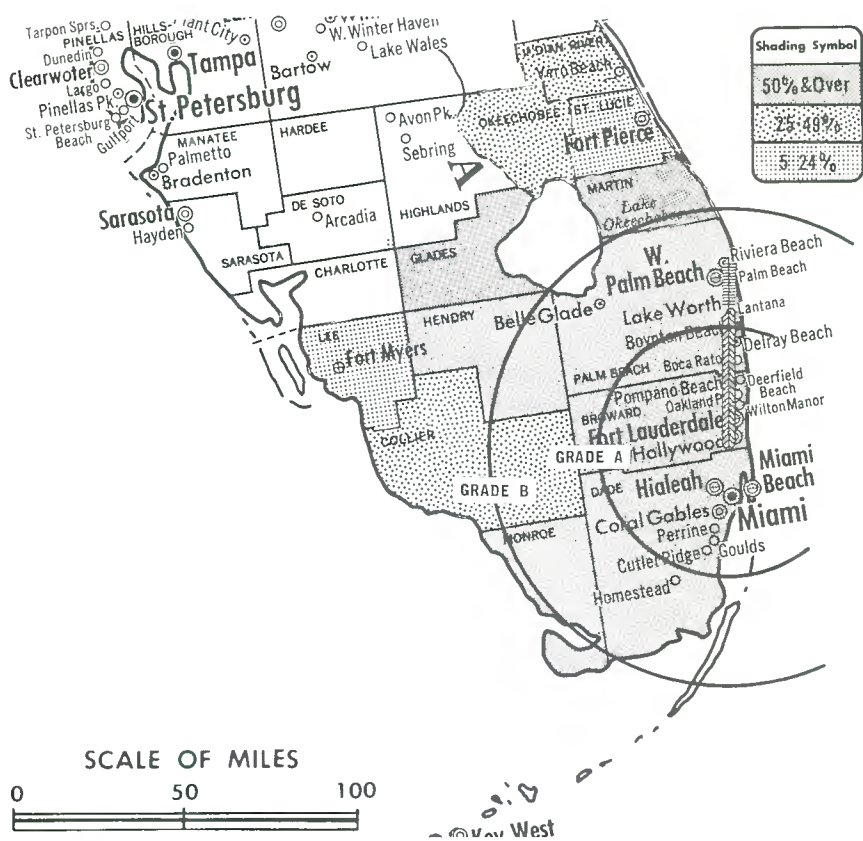 Tarpon Sprs.
PINELLAS
HILLS-
BOROUGH
Plant City
W. Winter Haven
Dunedin
Lake Wales
Clearwater
Tampa
Bartow
Largo
Pinellas Pk.
St. Petersburg
St. Petersburg
Beach
Gulfport
INDIAN RIVER
Vero Beach
Shading Symbol
50% & Over
25-49%
5-24%
MANATEE
HARDEE
Avon Pk.
OKEECHOBEE
ST. LUCIE
Fort Pierce
Palmetto
Bradenton
Sebring
A
DE SOTO
Arcadia
HIGHLANDS
MARTIN
Lake
Okeechobee
Sarasota
Hayden
SARASOTA
CHARLOTTE
GLADES
W.
Palm Beach
Riviera Beach
Palm Beach
HENDRY
Belle Glade
Lake Worth
Lantana
LEE
Fort Myers
Boynton Beach
Delray Beach
PALM BEACH
Boca Rato
Pompano Beach
Deerfield
Beach
Oakland P
Wilton Manor
BROWARD
Fort Lauderdale
COLLIER
Hollywood
GRADE A
GRADE B
DADE
Hialeah
N.
Miami
Beach
Miami
Coral Gables
Perrine
MONROE
Cutler Ridge
Goulds
Homestead
SCALE OF MILES
0 50 100
Key West